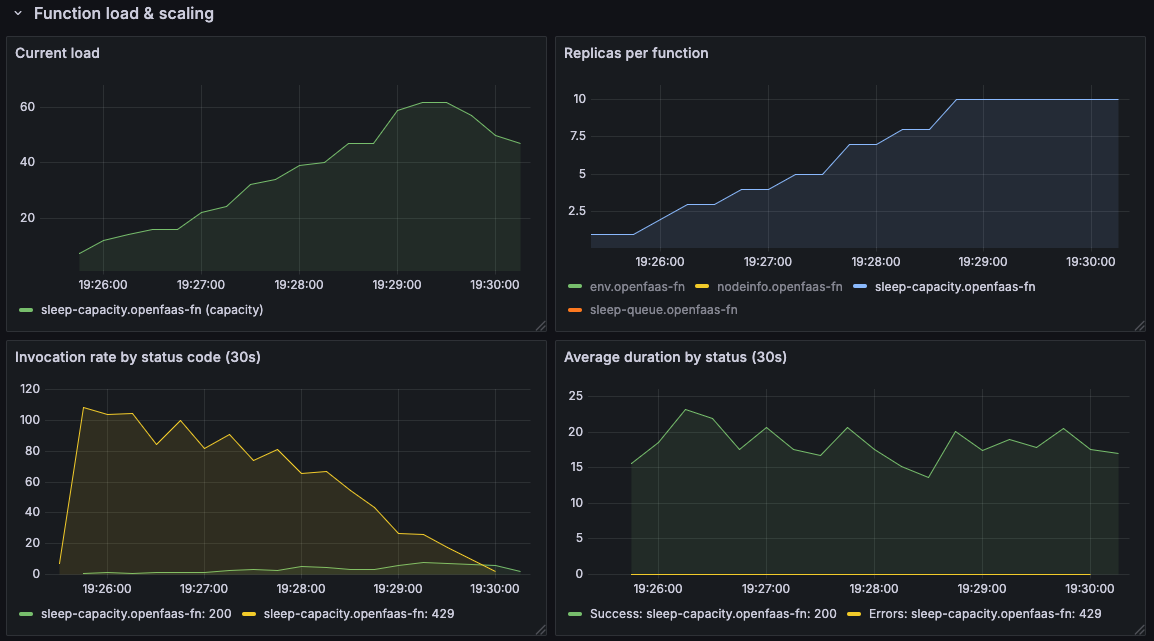 Function load & scaling
Current load
60
40
20
19:26:00 19:27:00 19:28:00 19:29:00 19:30:00
sleep-capacity.openfaas-fn (capacity)
Replicas per function
10
7.5
5
2.5
19:26:00 19:27:00 19:28:00 19:29:00 19:30:00
env.openfaas-fn nodeinfo.openfaas-fn sleep-capacity.openfaas-fn
sleep-queue.openfaas-fn
Invocation rate by status code (30s)
120
100
80
60
40
20
0
19:26:00 19:27:00 19:28:00 19:29:00 19:30:00
sleep-capacity.openfaas-fn: 200 sleep-capacity.openfaas-fn: 429
Average duration by status (30s)
25
20
15
10
5
0
19:26:00 19:27:00 19:28:00 19:29:00 19:30:00
Success: sleep-capacity.openfaas-fn: 200 Errors: sleep-capacity.openfaas-fn: 429